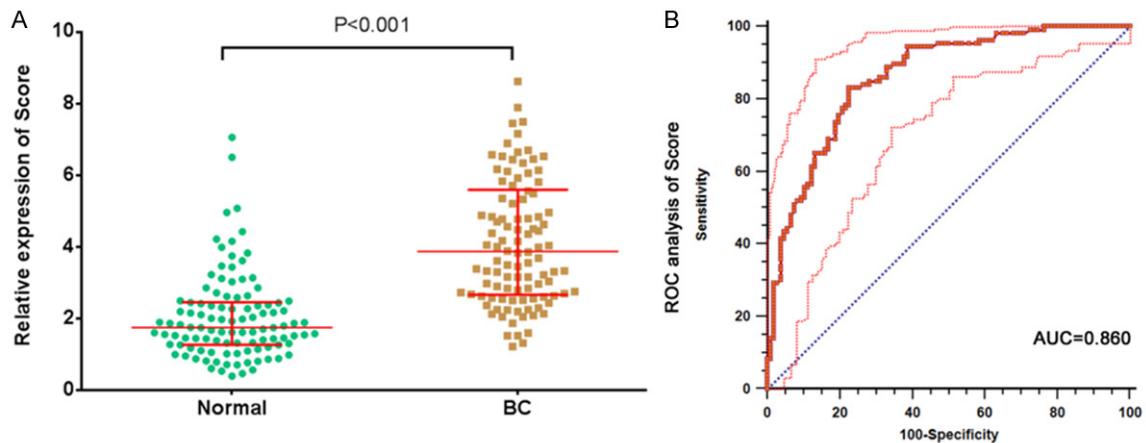 A
P<0.001
Relative expression of Score
10
8
6
4
2
0
Normal
BC
B
ROC analysis of Score
Sensitivity
100
80
60
40
20
0
AUC=0.860
0
20
40
60
80
100
100-Specificity